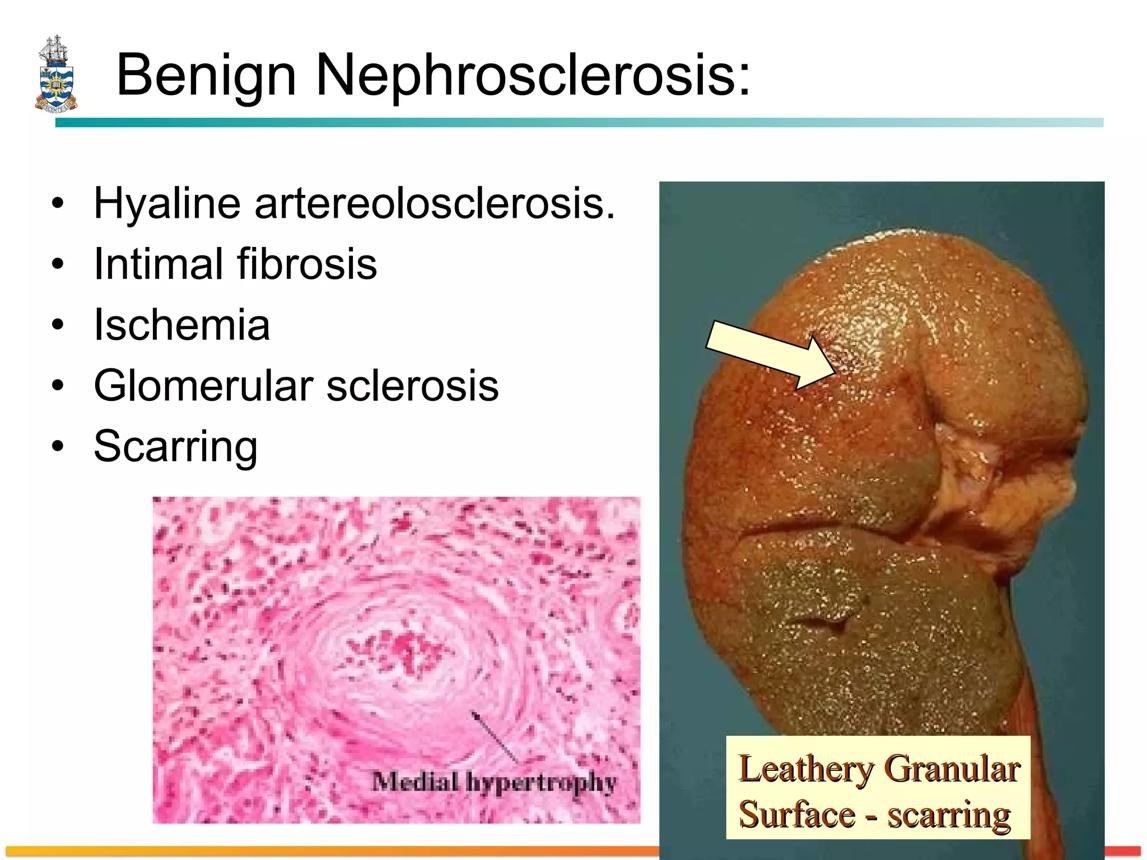 Benign Nephrosclerosis:
• Hyaline artereolosclerosis.
• Intimal fibrosis
• Ischemia
• Glomerular sclerosis
• Scarring
Medial hypertrophy
Leathery Granular
Surface - scarring